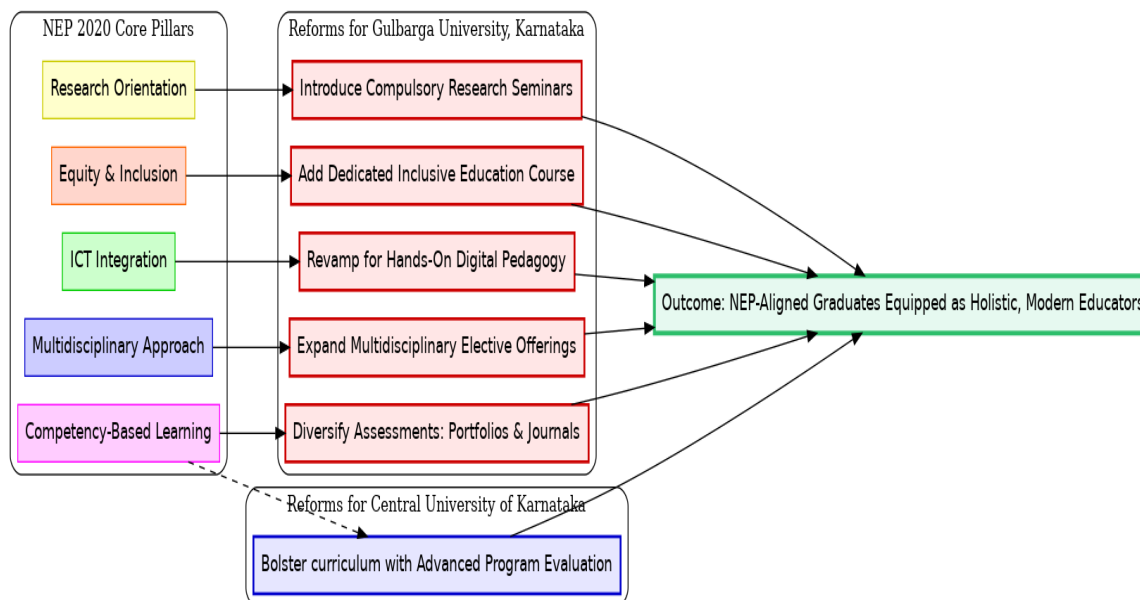 NEP 2020 Core Pillars
Research Orientation
Equity & Inclusion
ICT Integration
Multidisciplinary Approach
Competency-Based Learning
Reforms for Gulbarga University, Karnataka
Introduce Compulsory Research Seminars
Add Dedicated Inclusive Education Course
Revamp for Hands-On Digital Pedagogy
Expand Multidisciplinary Elective Offerings
Diversify Assessments: Portfolios & Journals
Reforms for Central University of Karnataka
Bolster curriculum with Advanced Program Evaluation
Outcome: NEP-Aligned Graduates Equipped as Holistic, Modern Educators